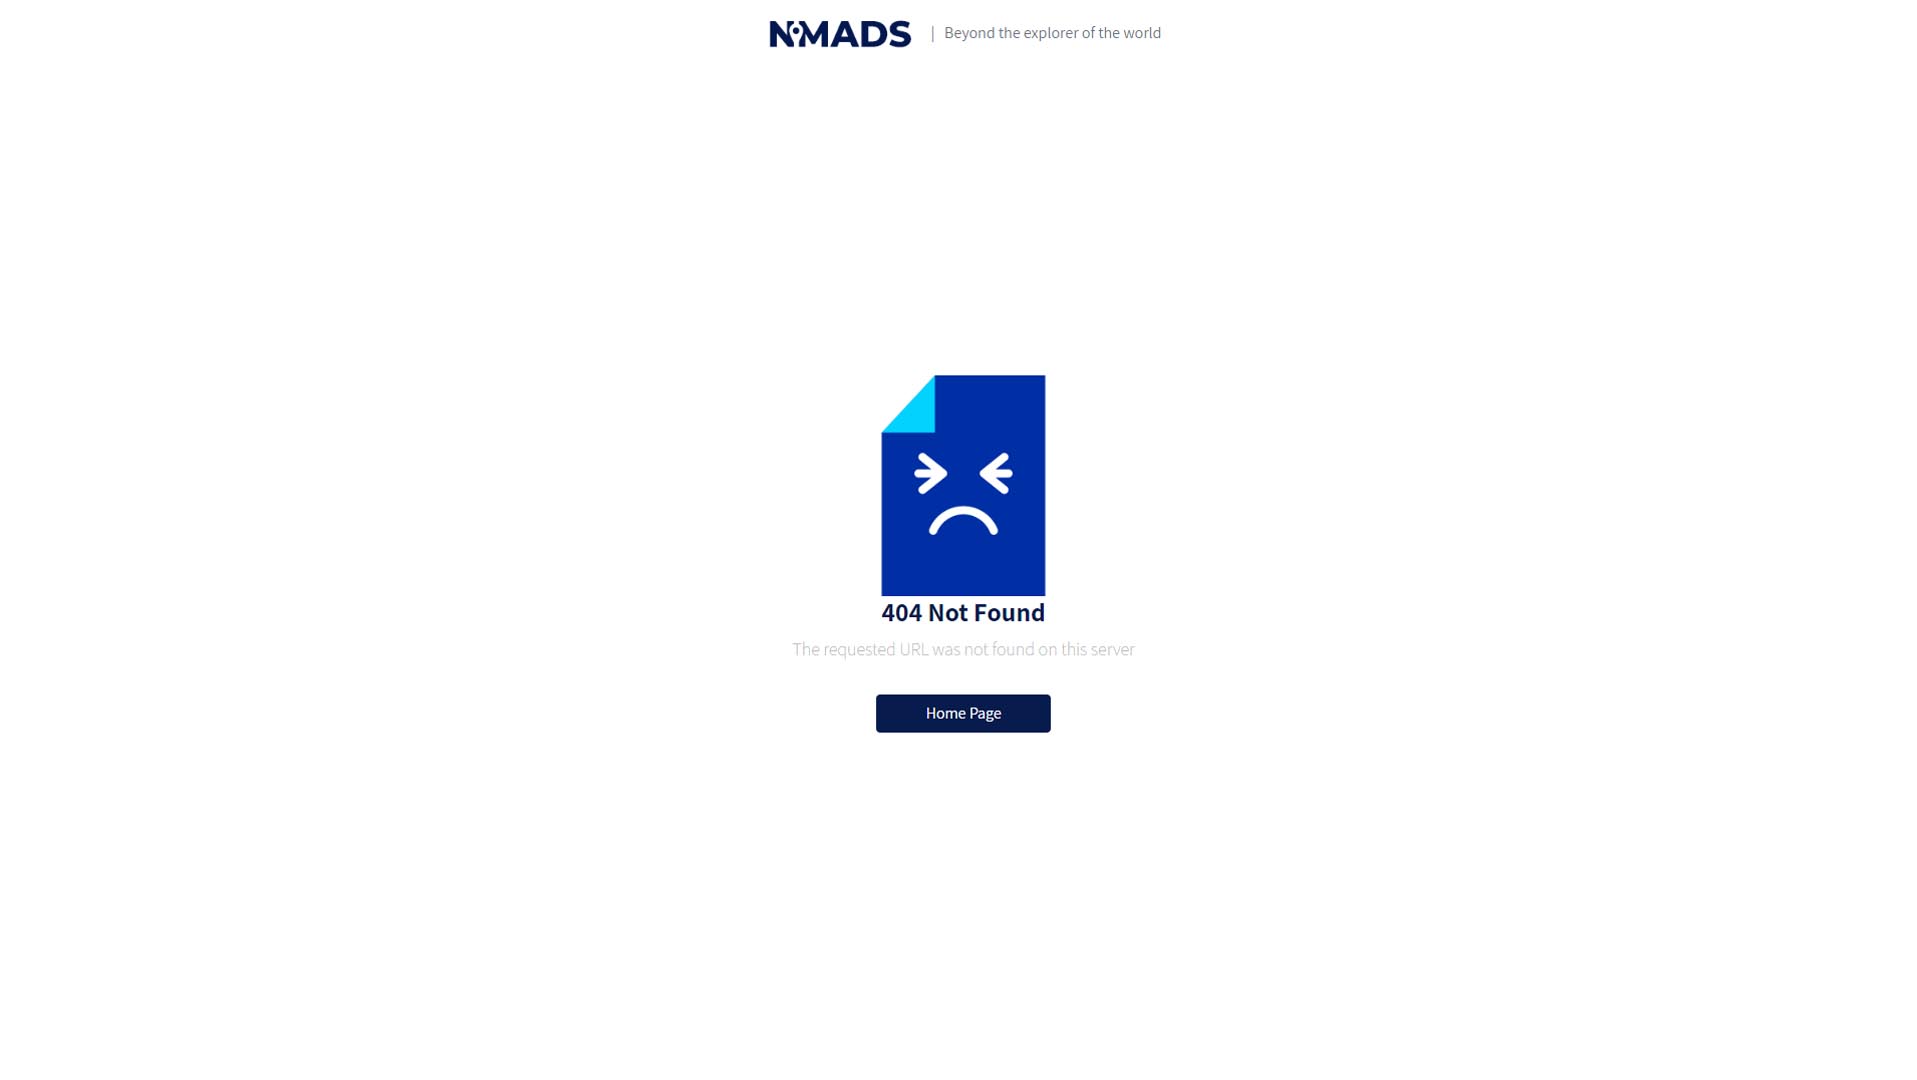 NOMADS | Beyond the explorer of the world
404 Not Found
The requested URL was not found on this server
Home Page